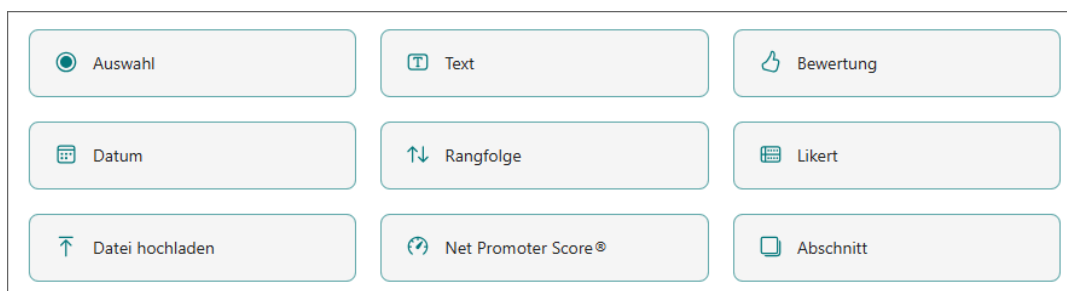 Auswahl
Text
Bewertung
Datum
Rangfolge
Likert
Datei hochladen
Net Promoter Score®
Abschnitt